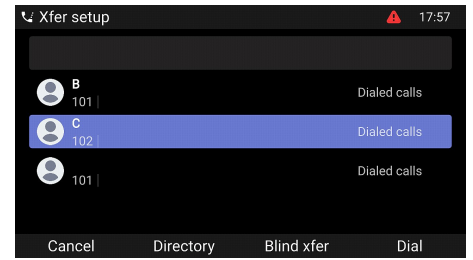 Xfer setup 17:57
B
101 Dialed calls
C
102 Dialed calls
101 Dialed calls
Cancel Directory Blind xfer Dial